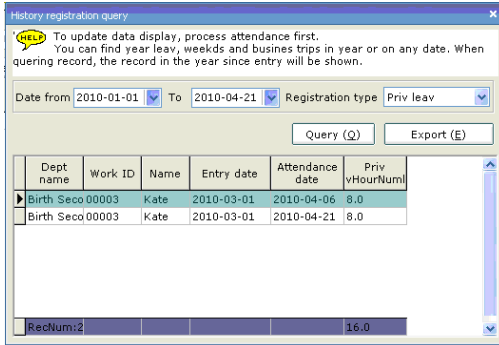 History registration query
HELP To update data display, process attendance first.
You can find year leav, weekds and busines trips in year or on any date. When
quering record, the record in the year since entry will be shown.
Date from 2010-01-01 To 2010-04-21 Registration type Priv leav
Query (Q) Export (E)
Dept name Work ID Name Entry date Attendance date Priv vHourNuml
Birth Seco 00003 Kate 2010-03-01 2010-04-06 8.0
Birth Seco 00003 Kate 2010-03-01 2010-04-21 8.0
RecNum:2 16.0